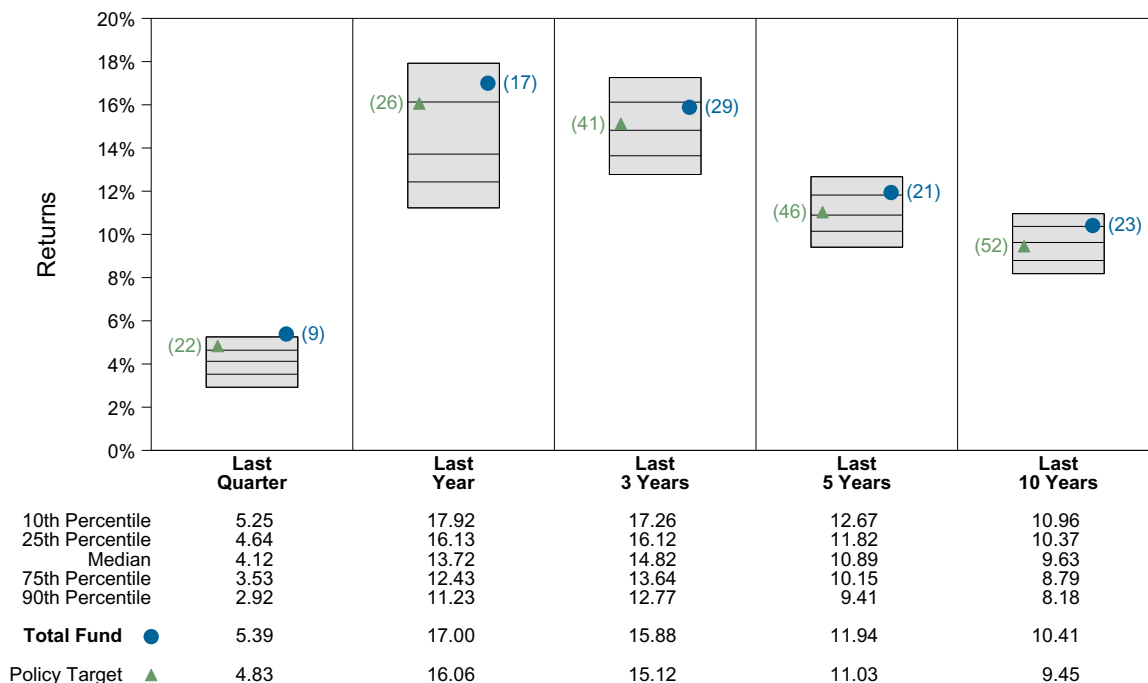 20%
18%
16%
14%
12%
10%
8%
6%
4%
2%
0%
Returns
(22) (9)
(26) (17)
(41) (29)
(46) (21)
(52) (23)
Last Quarter
Last Year
Last 3 Years
Last 5 Years
Last 10 Years
10th Percentile 5.25 17.92 17.26 12.67 10.96
25th Percentile 4.64 16.13 16.12 11.82 10.37
Median 4.12 13.72 14.82 10.89 9.63
75th Percentile 3.53 12.43 13.64 10.15 8.79
90th Percentile 2.92 11.23 12.77 9.41 8.18
Total Fund 5.39 17.00 15.88 11.94 10.41
Policy Target 4.83 16.06 15.12 11.03 9.45